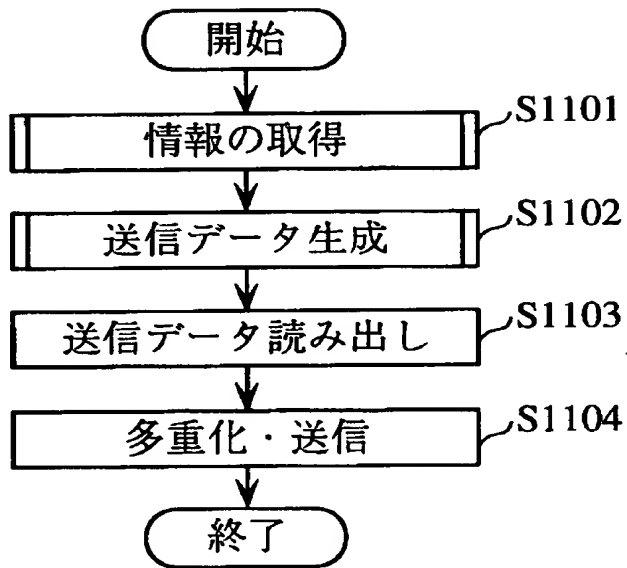 開始
情報の取得 S1101
送信データ生成 S1102
送信データ読み出し S1103
多重化・送信 S1104
終了